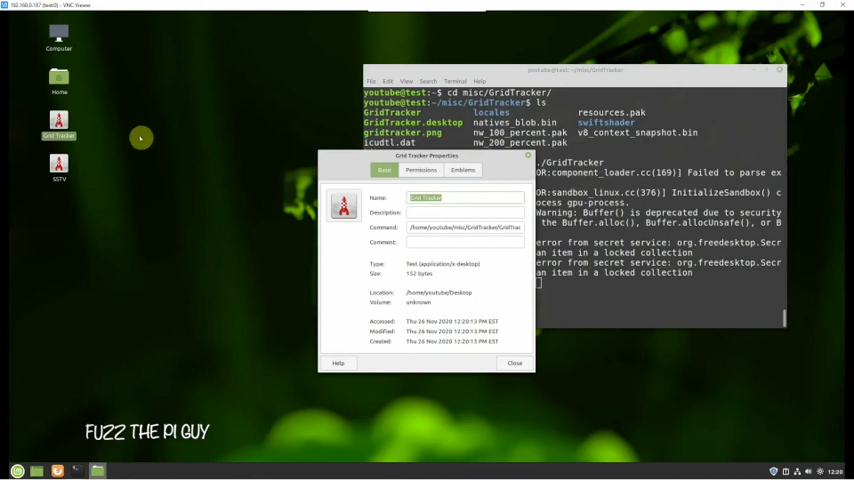 192.168.0.187 (test:0) - VNC Viewer
Computer
Home
Grid Tracker
SSTV
youtube@test: ~/misc/GridTracker
File Edit View Search Terminal Help
youtube@test:~$ cd misc/GridTracker/
youtube@test:~/misc/GridTracker$ ls
GridTracker locales resources.pak
GridTracker.desktop natives_blob.bin swiftshader
gridtracker.png nw_100_percent.pak v8_context_snapshot.bin
icudtl.dat nw_200_percent.pak
./GridTracker
OR:component_loader.cc(169)] Failed to parse ex
OR:sandbox_linux.cc(376)] InitializeSandbox() c
ocess gpu-process.
Warning: Buffer() is deprecated due to security
the Buffer.alloc(), Buffer.allocUnsafe(), or B
error from secret service: org.freedesktop.Secr
an item in a locked collection
error from secret service: org.freedesktop.Secr
an item in a locked collection
Grid Tracker Properties
Basic Permissions Emblems
Name: Grid Tracker
Description:
Command: /home/youtube/misc/GridTracker/GridTrac
Comment:
Type: Text (application/x-desktop)
Size: 152 bytes
Location: /home/youtube/Desktop
Volume: unknown
Accessed: Thu 26 Nov 2020 12:20:13 PM EST
Modified: Thu 26 Nov 2020 12:20:13 PM EST
Created: Thu 26 Nov 2020 12:20:13 PM EST
Help Close
FUZZ THE PI GUY
12:20